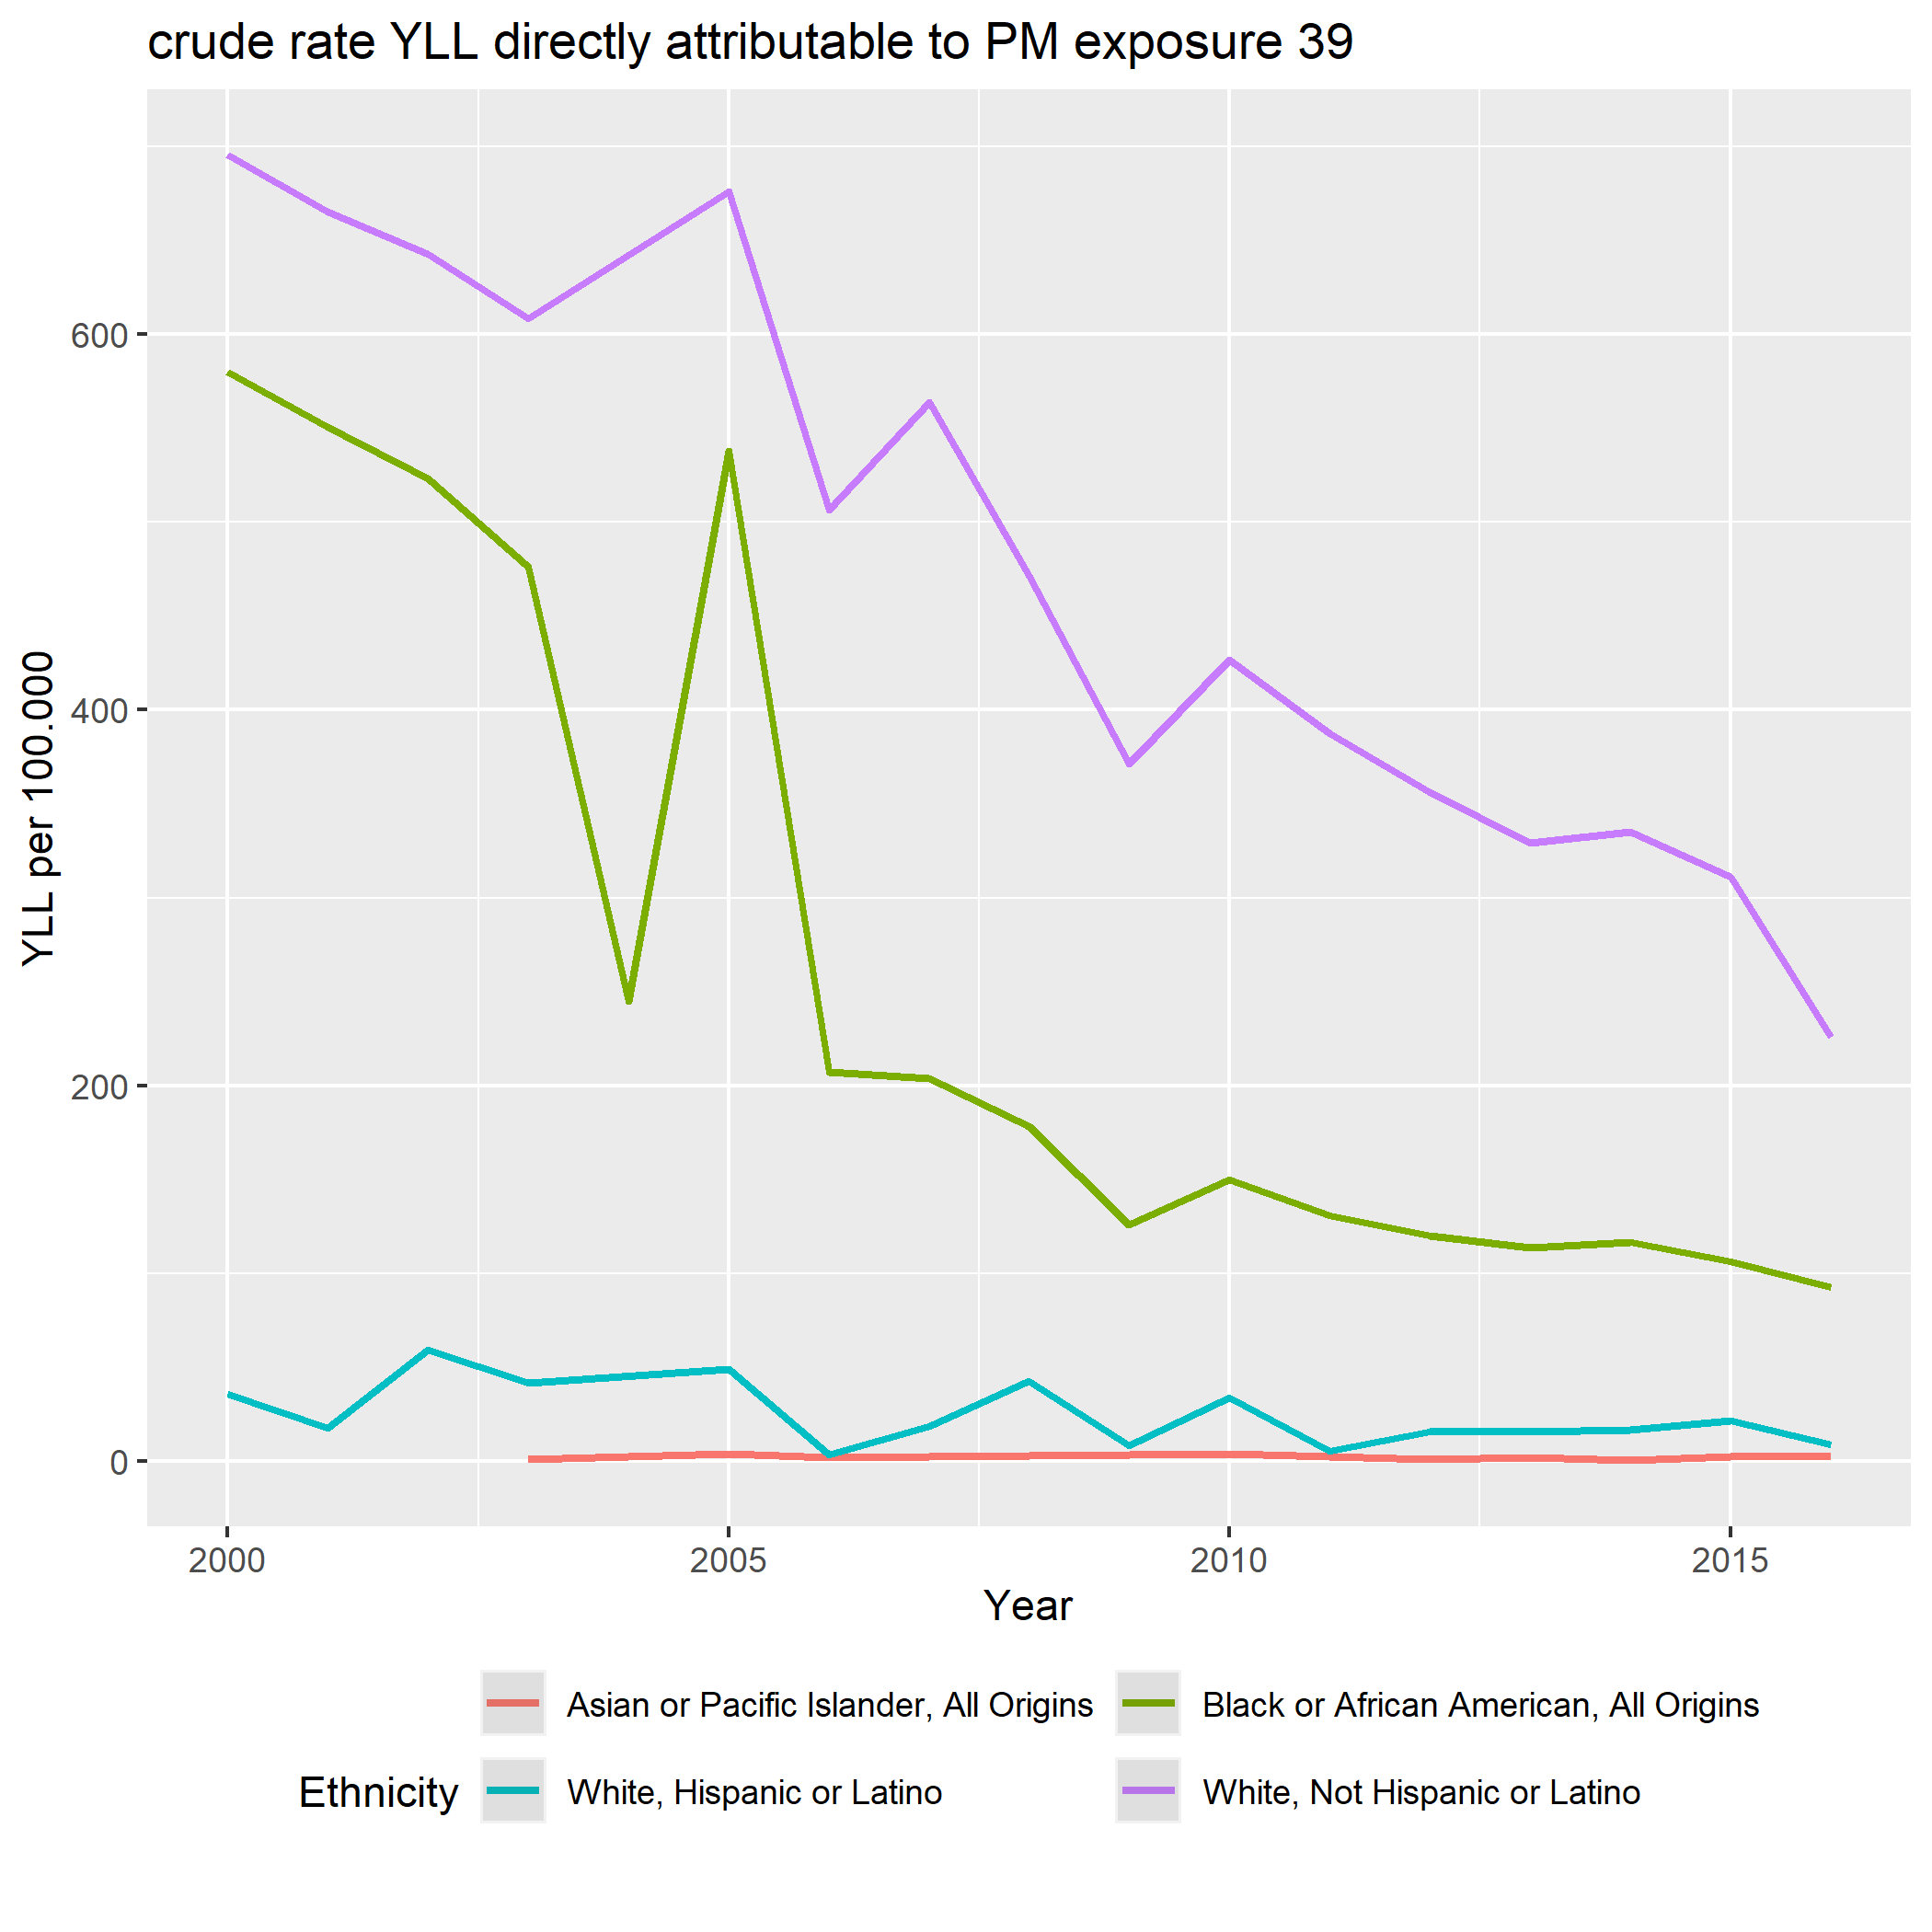 crude rate YLL directly attributable to PM exposure 39
YLL per 100.000
600
400
200
0
2000 2005 2010 2015
Year
Ethnicity
Asian or Pacific Islander, All Origins
Black or African American, All Origins
White, Hispanic or Latino
White, Not Hispanic or Latino